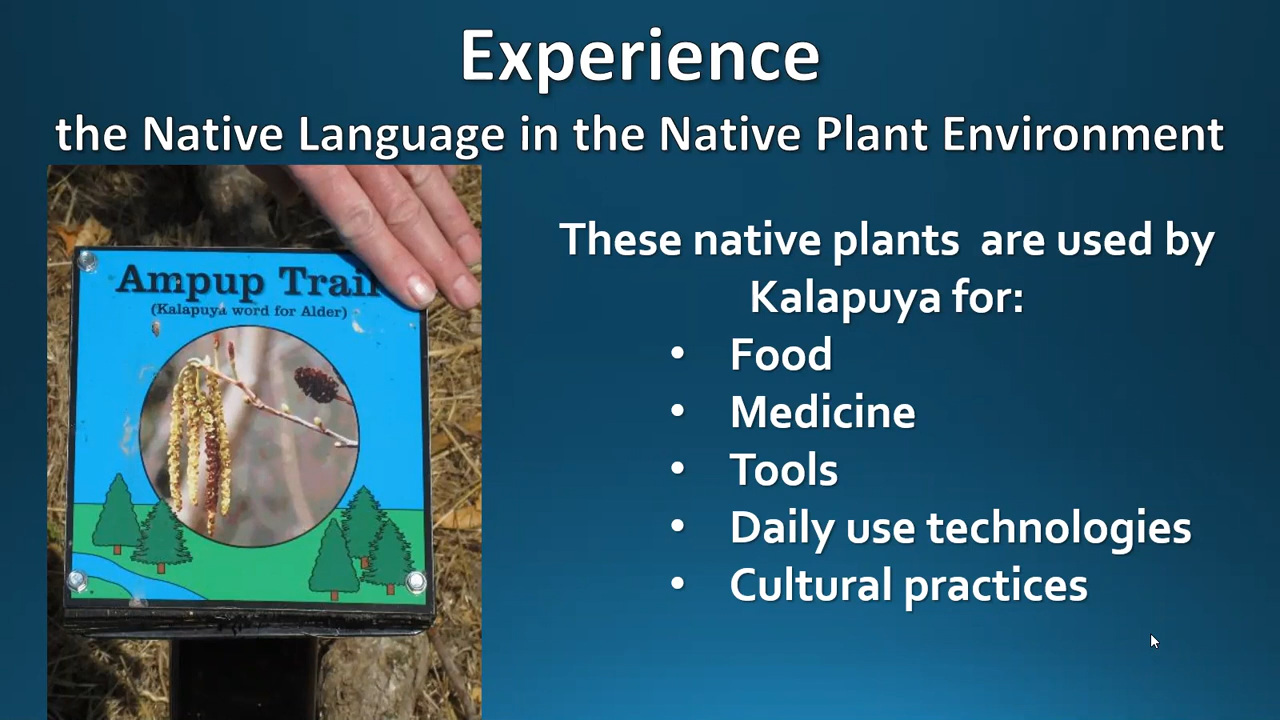 Experience
the Native Language in the Native Plant Environment
Ampup Trail
(Kalapuya word for Alder)
These native plants are used by
Kalapuya for:
• Food
• Medicine
• Tools
• Daily use technologies
• Cultural practices